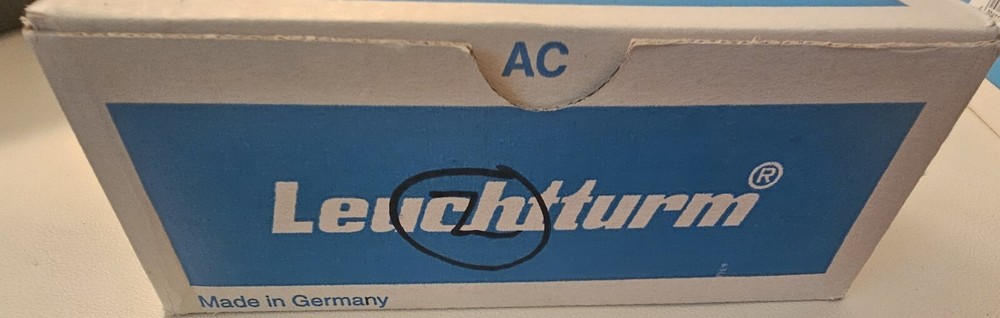 AC
Leuchtturm®
Z
Made in Germany